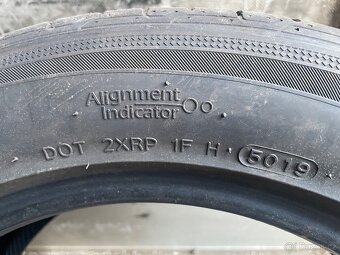 Alignment
Indicator
DOT 2XRP 1F H 5019